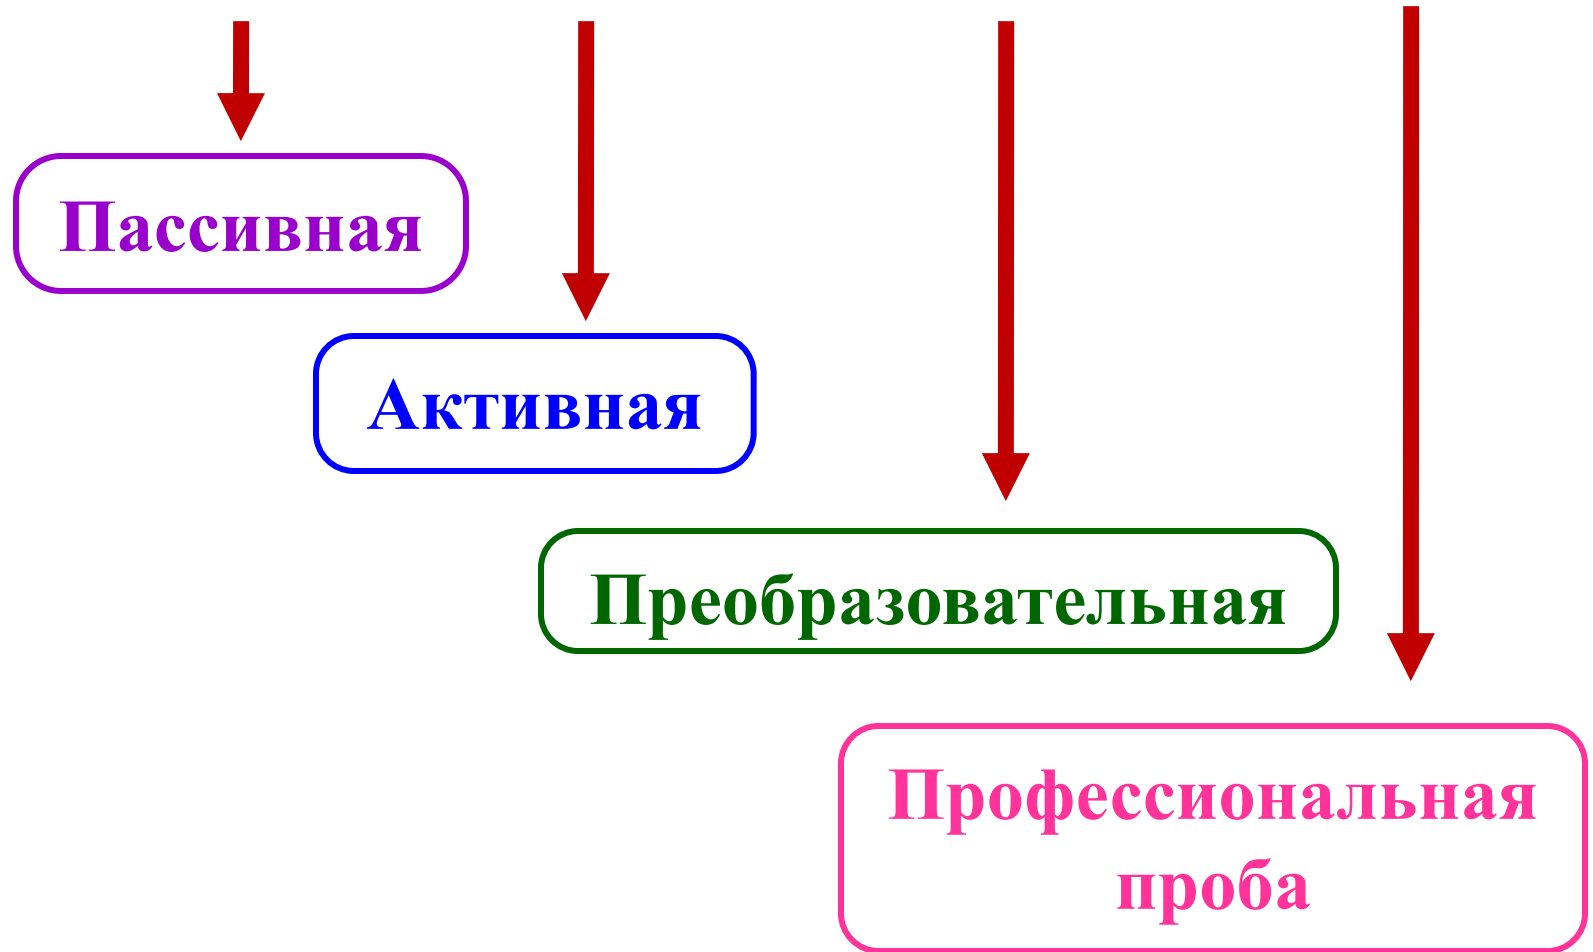 Пассивная
Активная
Преобразовательная
Профессиональная
проба